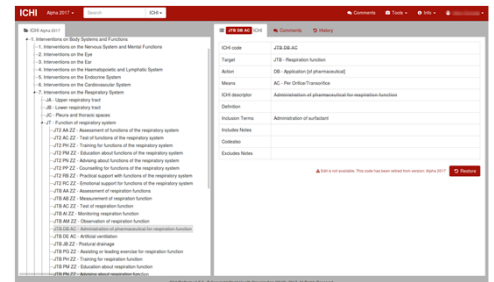 ICHI Alpha 2017 Search ICHI Comments Tools Info
ICHI Alpha 2017
1. Interventions on Body Systems and Functions
1. Interventions on the Nervous System and Mental Functions
2. Interventions on the Eye
3. Interventions on the Ear
4. Interventions on the Haematopoietic and Lymphatic System
5. Interventions on the Endocrine System
6. Interventions on the Cardiovascular System
7. Interventions on the Respiratory System
JA - Upper respiratory tract
JB - Lower respiratory tract
JC - Pleura and thoracic spaces
JT - Function of respiratory system
JT2 AA ZZ - Assessment of functions of the respiratory system
JT2 AC ZZ - Test of functions of the respiratory system
JT2 PH ZZ - Training for functions of the respiratory system
JT2 PM ZZ - Education about functions of the respiratory system
JT2 PN ZZ - Advising about functions of the respiratory system
JT2 PP ZZ - Counselling for functions of the respiratory system
JT2 RB ZZ - Practical support with functions of the respiratory system
JT2 RC ZZ - Emotional support for functions of the respiratory system
JTB AA ZZ - Assessment of respiration functions
JTB AB ZZ - Measurement of respiration function
JTB AC ZZ - Test of respiration function
JTB AI ZZ - Monitoring respiration function
JTB AM ZZ - Observation of respiration function
JTB DB AC - Administration of pharmaceutical for respiration function
JTB DE AC - Artificial ventilation
JTB JB ZZ - Postural drainage
JTB PG ZZ - Assisting or leading exercise for respiration function
JTB PH ZZ - Training for respiration function
JTB PM ZZ - Education about respiration function
JTB PN ZZ - Advising about respiration function
JTB DB AC ICHI Comments History
ICHI code JTB DB AC
Target JTB - Respiration function
Action DB - Application [of pharmaceutical]
Means AC - Per Orifice/Transorifice
ICHI descriptor Administration of pharmaceutical for respiration function
Definition
Inclusion Terms Administration of surfactant
Includes Notes
Codealso
Excludes Notes
Edit is not available. This code has been retired from version: Alpha 2017 Restore